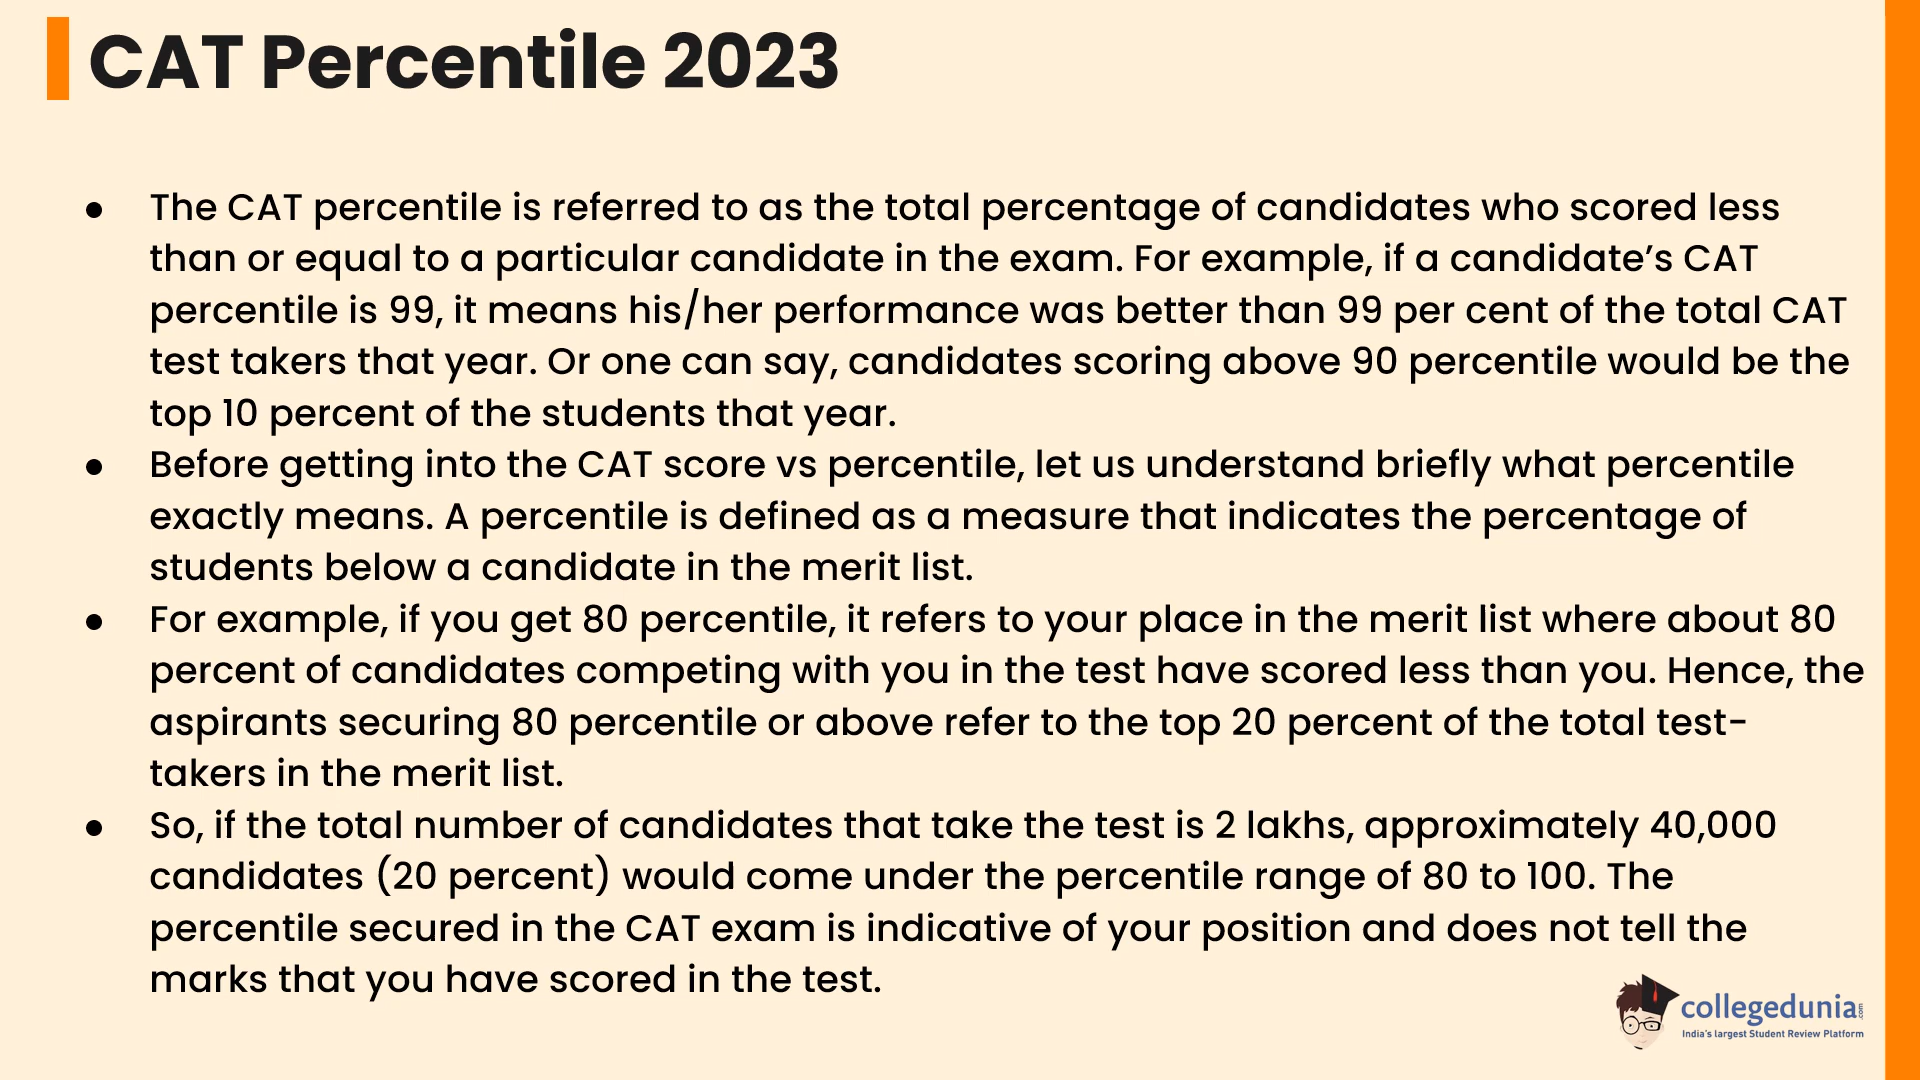 CAT Percentile 2023
● The CAT percentile is referred to as the total percentage of candidates who scored less
than or equal to a particular candidate in the exam. For example, if a candidate’s CAT
percentile is 99, it means his/her performance was better than 99 per cent of the total CAT
test takers that year. Or one can say, candidates scoring above 90 percentile would be the
top 10 percent of the students that year.
● Before getting into the CAT score vs percentile, let us understand briefly what percentile
exactly means. A percentile is defined as a measure that indicates the percentage of
students below a candidate in the merit list.
● For example, if you get 80 percentile, it refers to your place in the merit list where about 80
percent of candidates competing with you in the test have scored less than you. Hence, the
aspirants securing 80 percentile or above refer to the top 20 percent of the total test-
takers in the merit list.
● So, if the total number of candidates that take the test is 2 lakhs, approximately 40,000
candidates (20 percent) would come under the percentile range of 80 to 100. The
percentile secured in the CAT exam is indicative of your position and does not tell the
marks that you have scored in the test.
collegedunia.com
India's largest Student Review Platform